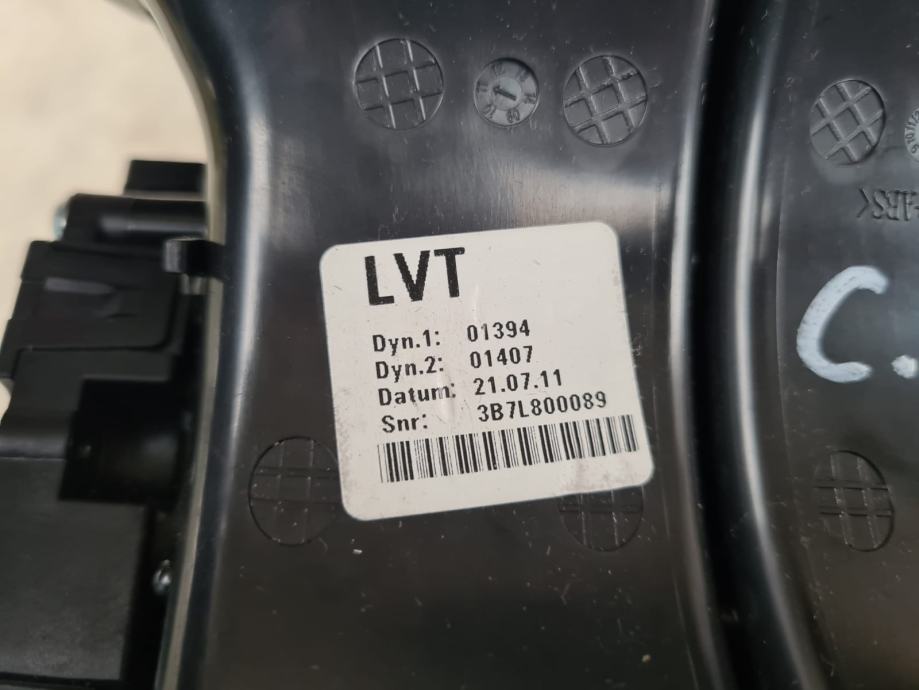 LVT
Dyn.1: 01394
Dyn.2: 01407
Datum: 21.07.11
Snr: 3B7L800089
C.